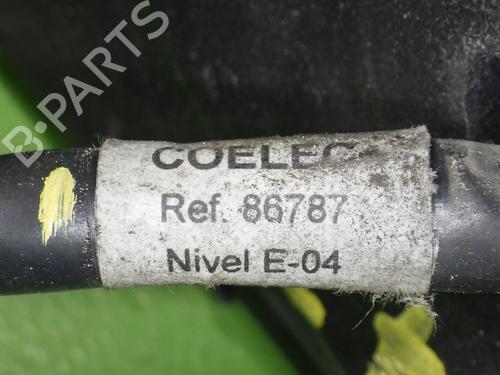 B-PARTS
COELEC
Ref. 86787
Nivel E-04